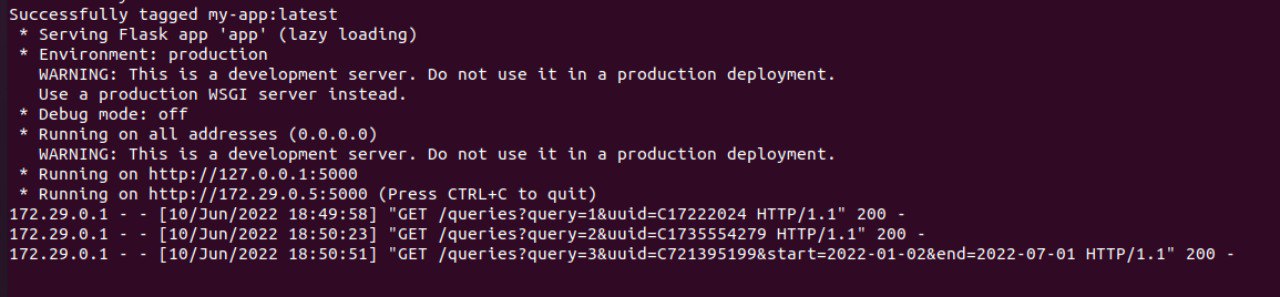 Successfully tagged my-app:latest
 * Serving Flask app 'app' (lazy loading)
 * Environment: production
   WARNING: This is a development server. Do not use it in a production deployment.
   Use a production WSGI server instead.
 * Debug mode: off
 * Running on all addresses (0.0.0.0)
   WARNING: This is a development server. Do not use it in a production deployment.
 * Running on http://127.0.0.1:5000
 * Running on http://172.29.0.5:5000 (Press CTRL+C to quit)
172.29.0.1 - - [10/Jun/2022 18:49:58] "GET /queries?query=1&uuid=C17222024 HTTP/1.1" 200 -
172.29.0.1 - - [10/Jun/2022 18:50:23] "GET /queries?query=2&uuid=C1735554279 HTTP/1.1" 200 -
172.29.0.1 - - [10/Jun/2022 18:50:51] "GET /queries?query=3&uuid=C721395199&start=2022-01-02&end=2022-07-01 HTTP/1.1" 200 -